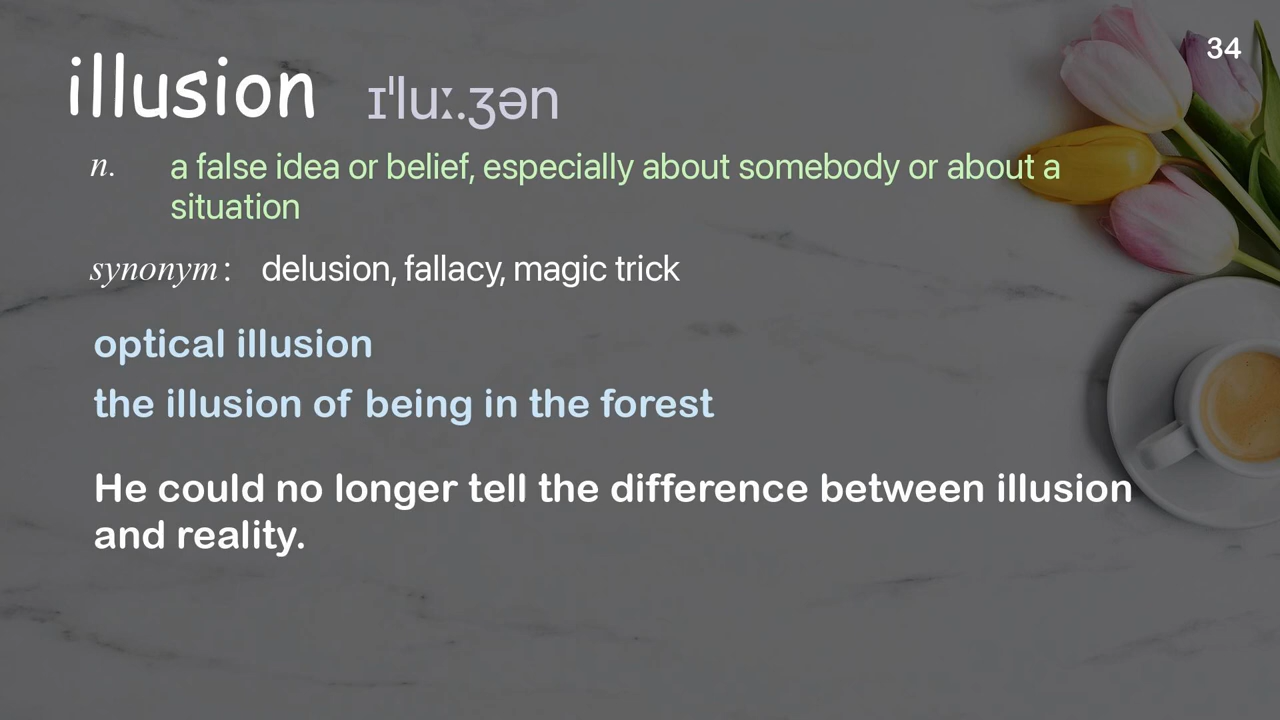 34
illusion ɪˈluː.ʒən
n. a false idea or belief, especially about somebody or about a
situation
synonym: delusion, fallacy, magic trick
optical illusion
the illusion of being in the forest
He could no longer tell the difference between illusion
and reality.